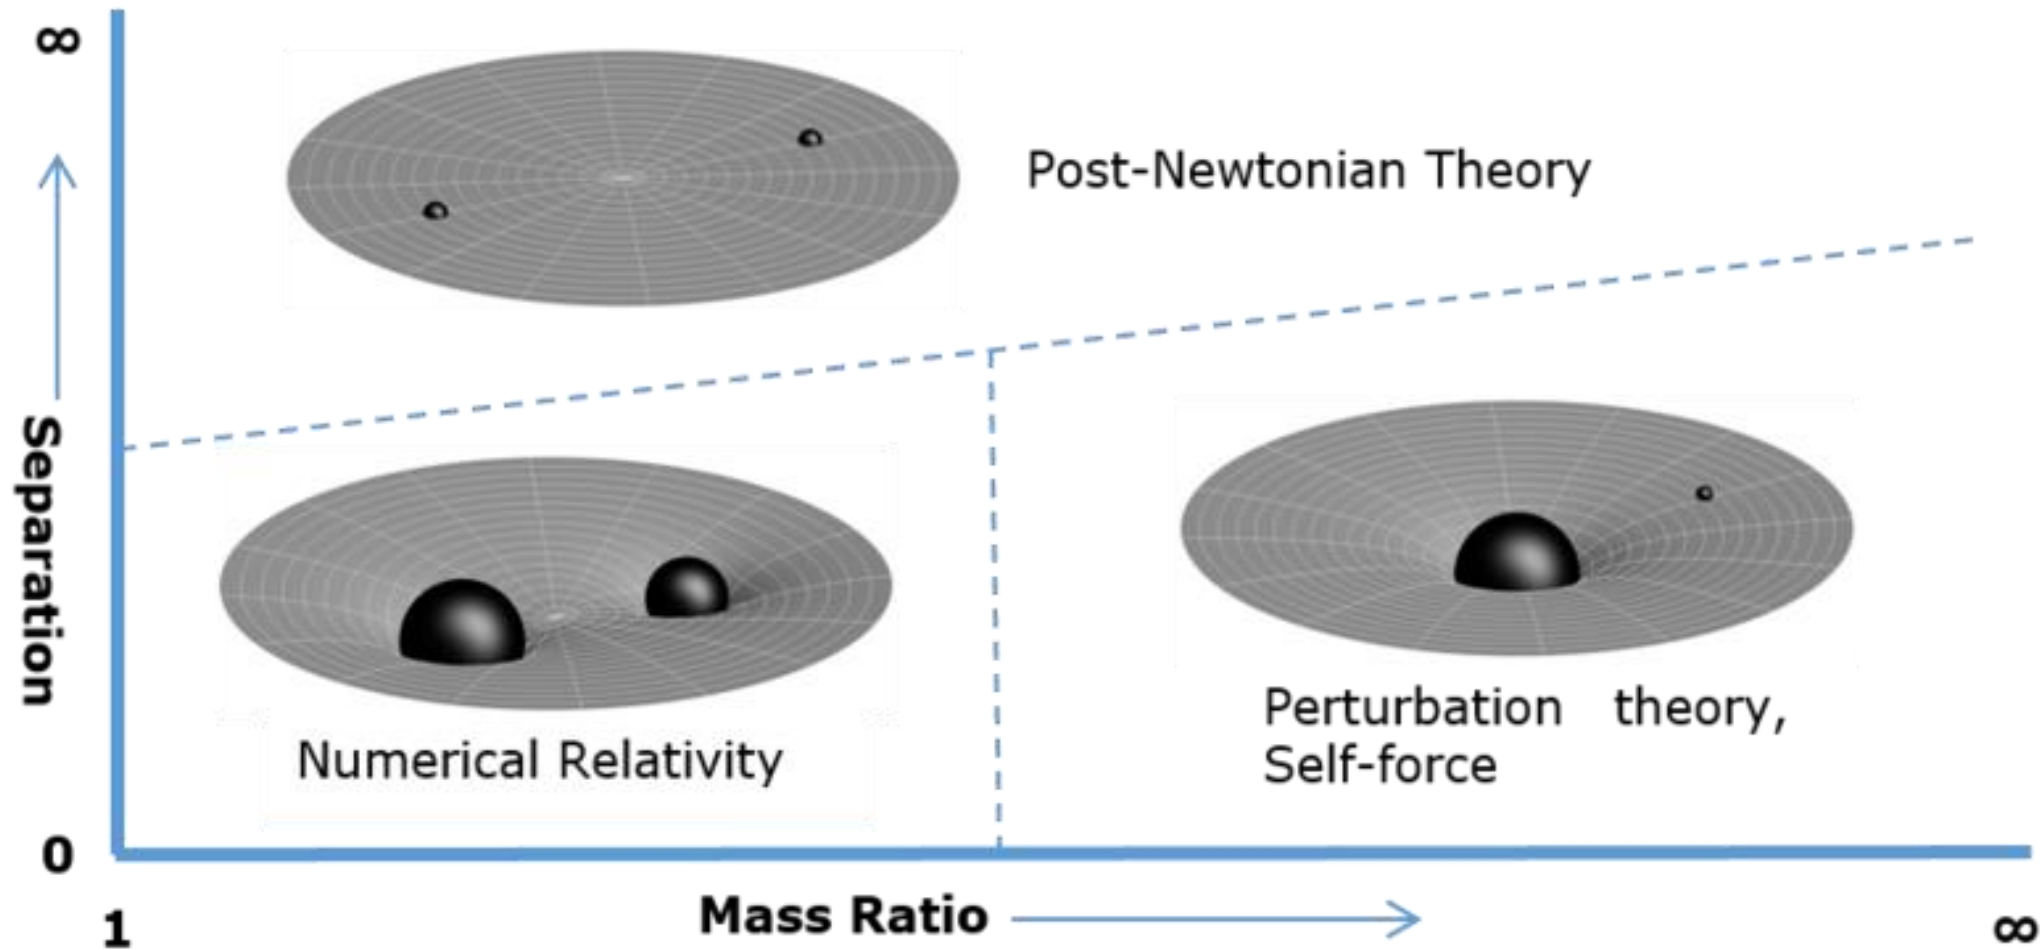 ∞
Post-Newtonian Theory
Separation
Numerical Relativity
Perturbation theory,
Self-force
0
1
Mass Ratio
∞